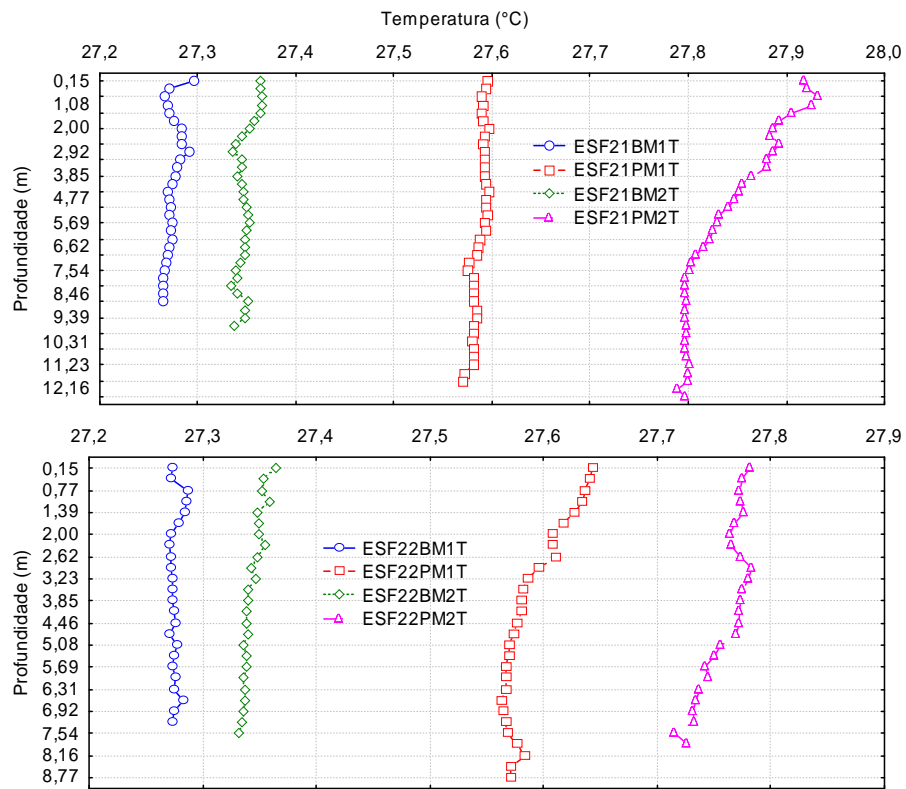 Temperatura (°C)
27,2 27,3 27,4 27,5 27,6 27,7 27,8 27,9 28,0
0,15
1,08
2,00
2,92
3,85
4,77
5,69
6,62
7,54
8,46
9,39
10,31
11,23
12,16
Profundidade (m)
ESF21BM1T
ESF21PM1T
ESF21BM2T
ESF21PM2T
27,2 27,3 27,4 27,5 27,6 27,7 27,8 27,9
0,15
0,77
1,39
2,00
2,62
3,23
3,85
4,46
5,08
5,69
6,31
6,92
7,54
8,16
8,77
Profundidade (m)
ESF22BM1T
ESF22PM1T
ESF22BM2T
ESF22PM2T